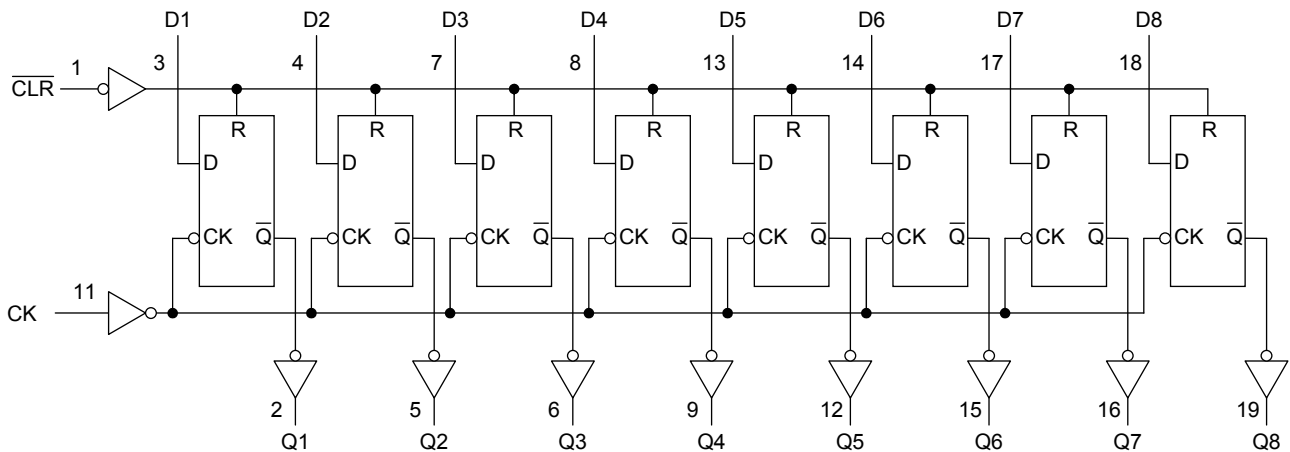 D1 D2 D3 D4 D5 D6 D7 D8
1 3 4 7 8 13 14 17 18
C̅L̅R̅
R R R R R R R R
D D D D D D D D
CK Q̅ CK Q̅ CK Q̅ CK Q̅ CK Q̅ CK Q̅ CK Q̅ CK Q̅
11
CK
2 5 6 9 12 15 16 19
Q1 Q2 Q3 Q4 Q5 Q6 Q7 Q8